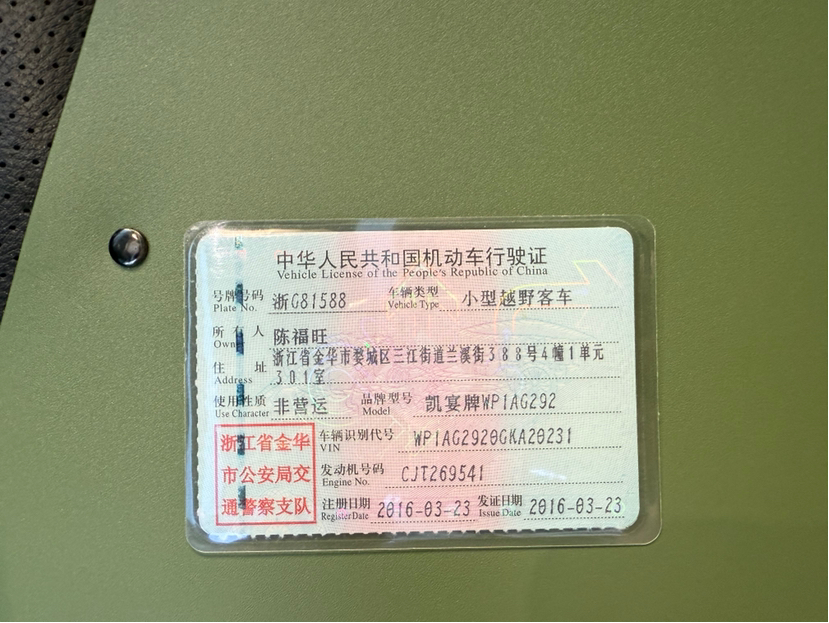 中华人民共和国机动车行驶证
Vehicle License of the People's Republic of China
号牌号码 浙G81588 车辆类型 小型越野客车
Plate No. Vehicle Type
所有人 陈福旺
Owner
住址 浙江省金华市婺城区三江街道兰溪街388号4幢1单元
Address 301室
使用性质 非营运 品牌型号 凯宴牌WP1AG292
Use Character Model
浙江省金华 车辆识别代号 WP1AG2920GKA20231
VIN
市公安局交 发动机号码 CJT269541
Engine No.
通警察支队 注册日期 2016-03-23 发证日期 2016-03-23
Register Date Issue Date